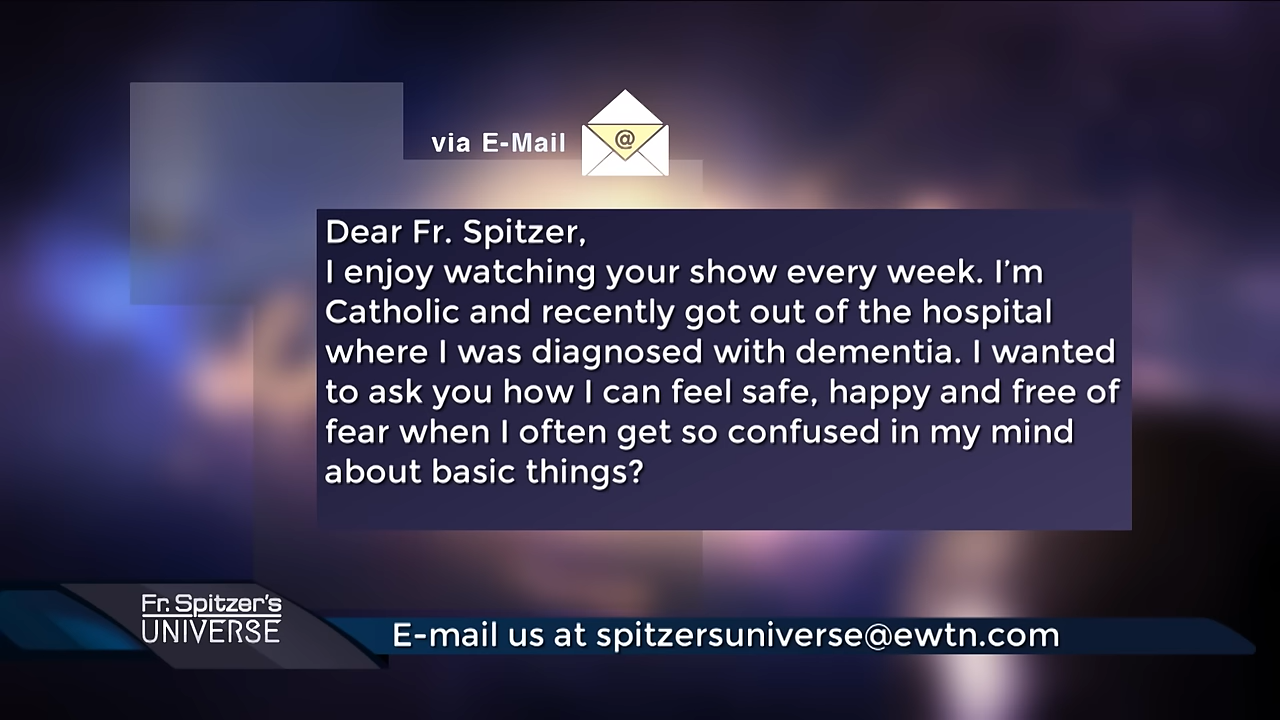 via E-Mail
@
Dear Fr. Spitzer,
I enjoy watching your show every week. I’m
Catholic and recently got out of the hospital
where I was diagnosed with dementia. I wanted
to ask you how I can feel safe, happy and free of
fear when I often get so confused in my mind
about basic things?
Fr. Spitzer's
UNIVERSE
E-mail us at spitzersuniverse@ewtn.com